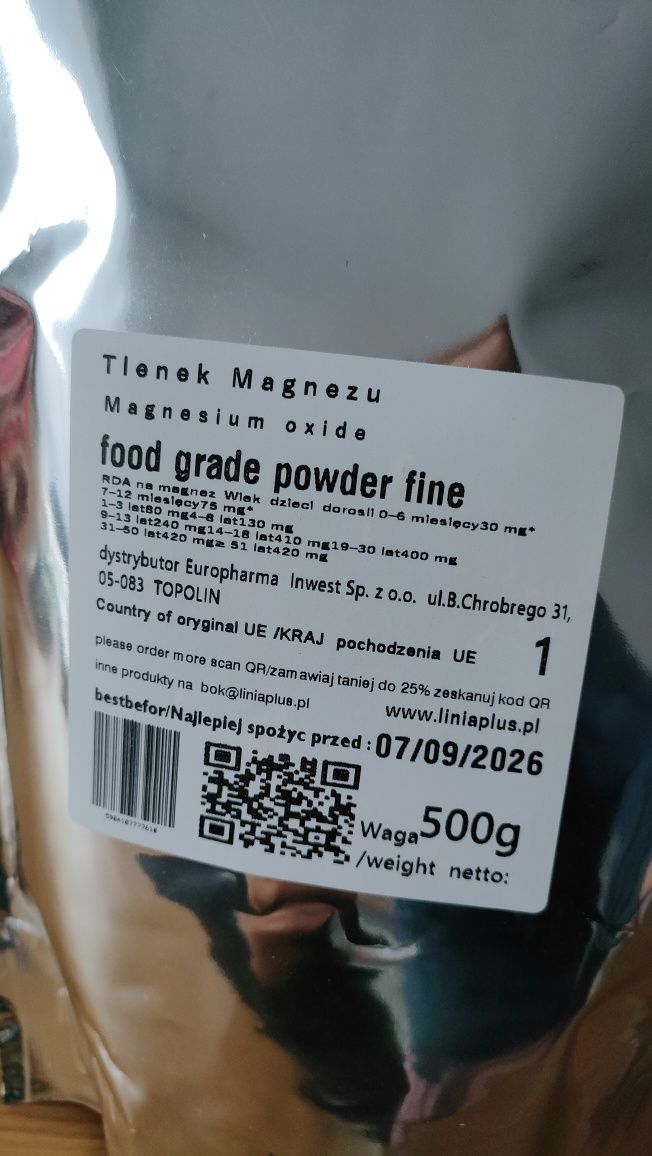 Tlenek Magnezu
Magnesium oxide
food grade powder fine
RDA na magnez Wiek dzieci dorosli 0–6 miesięcy30 mg*
7–12 miesięcy75 mg*
1–3 lat80 mg4–8 lat130 mg
9–13 lat240 mg14–18 lat410 mg19–30 lat400 mg
31–50 lat420 mg≥ 51 lat420 mg
dystrybutor Europharma Inwest Sp. z o.o. ul.B.Chrobrego 31,
05-083 TOPOLIN
Country of oryginal UE /KRAJ pochodzenia UE
1
please order more scan QR/zamawiaj taniej do 25% zeskanuj kod QR
inne produkty na bok@liniaplus.pl
www.liniaplus.pl
bestbefor/Najlepiej spożyc przed : 07/09/2026
Waga 500g
/weight netto: